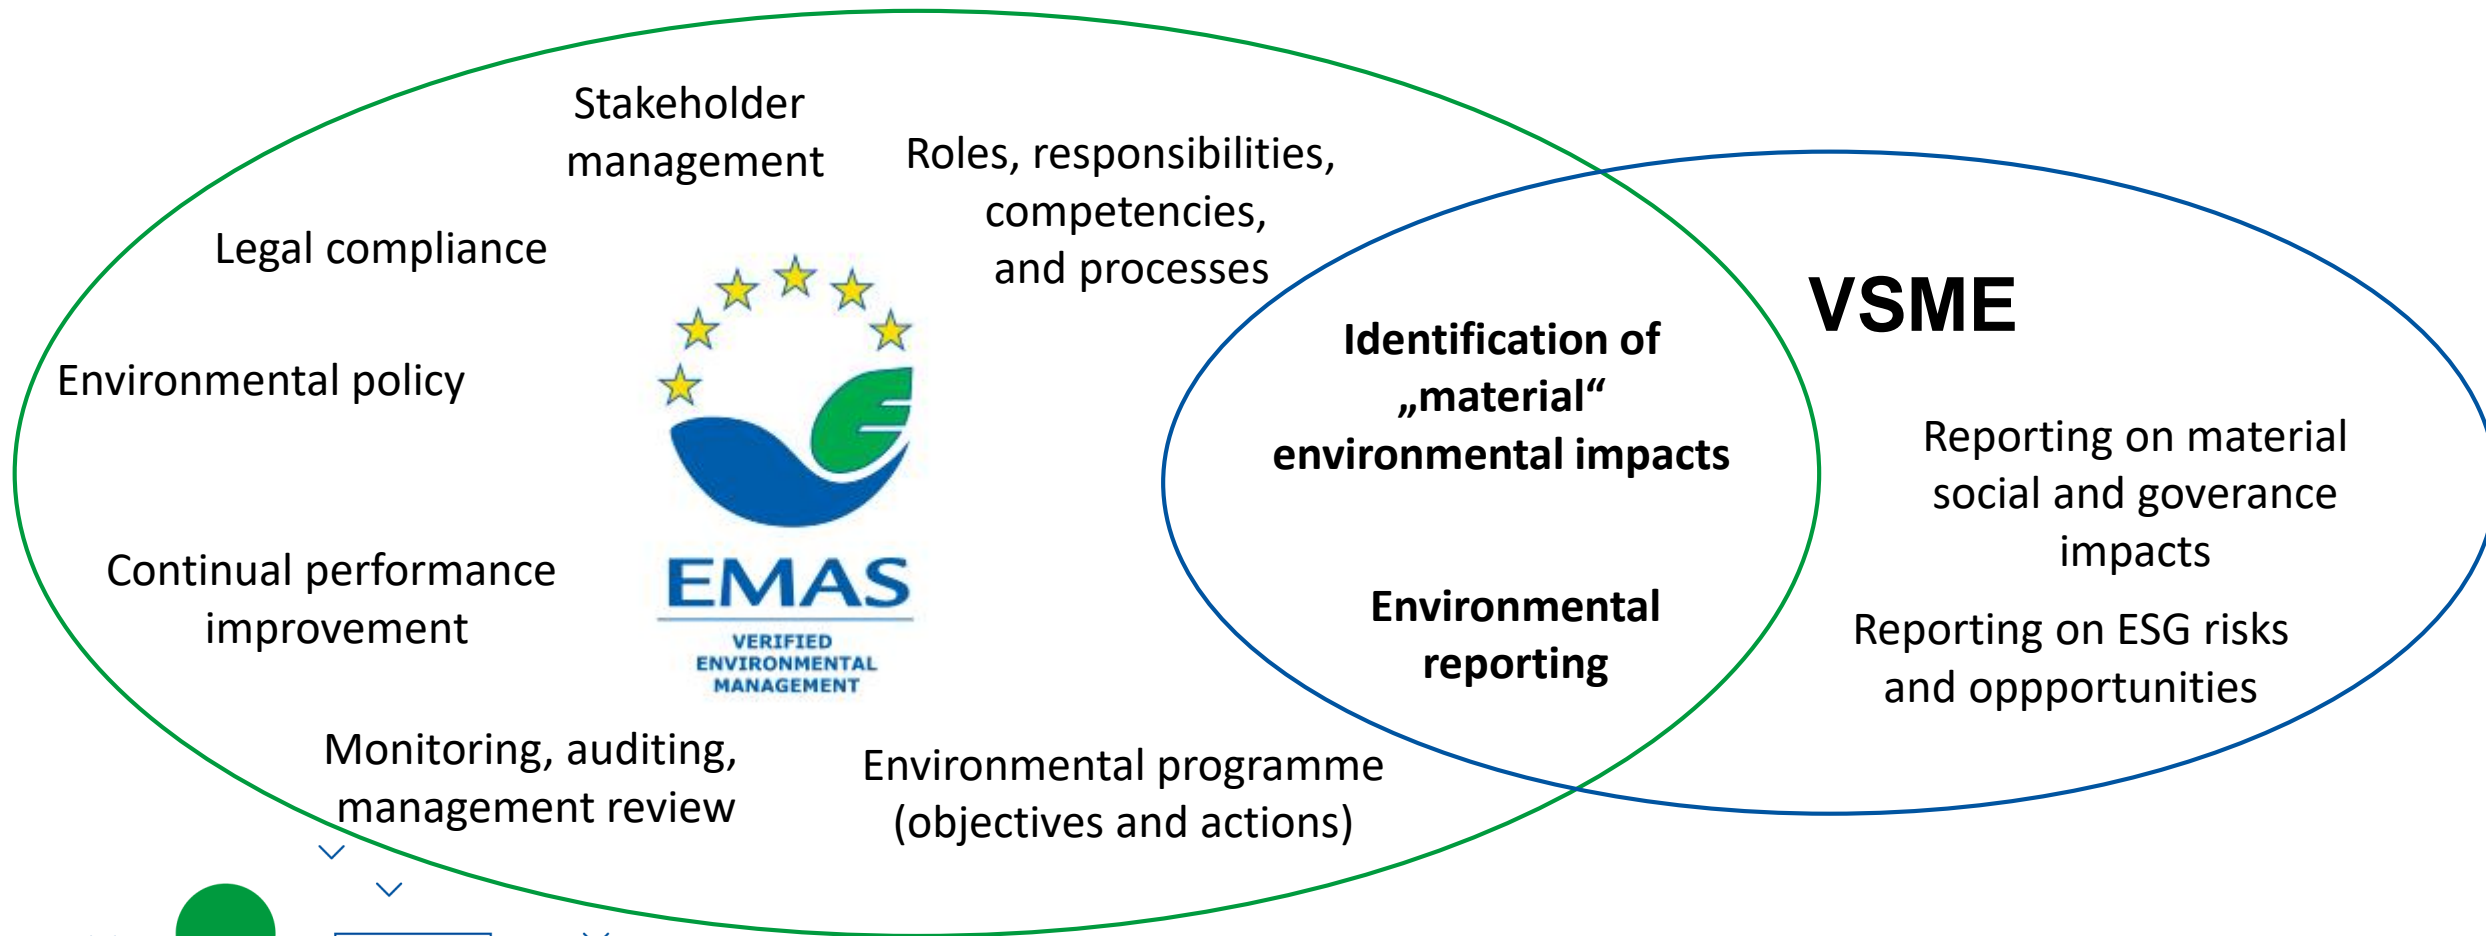 Stakeholder
management
Roles, responsibilities,
competencies,
and processes
Legal compliance
Environmental policy
Continual performance
improvement
Monitoring, auditing,
management review
Environmental programme
(objectives and actions)
EMAS
VERIFIED
ENVIRONMENTAL
MANAGEMENT
Identification of
„material“
environmental impacts
Environmental
reporting
VSME
Reporting on material
social and goverance
impacts
Reporting on ESG risks
and oppportunities